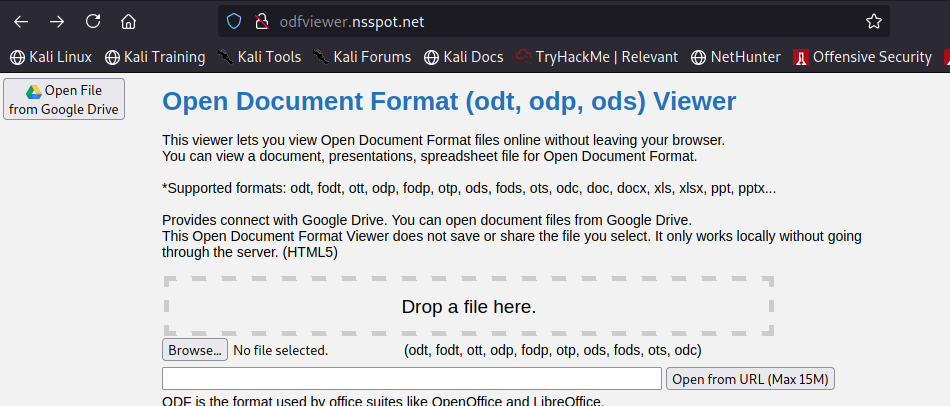 odfviewer.nsspot.net
Kali Linux Kali Training Kali Tools Kali Forums Kali Docs TryHackMe | Relevant NetHunter Offensive Security
Open File
from Google Drive
Open Document Format (odt, odp, ods) Viewer
This viewer lets you view Open Document Format files online without leaving your browser.
You can view a document, presentations, spreadsheet file for Open Document Format.
*Supported formats: odt, fodt, ott, odp, fodp, otp, ods, fods, ots, odc, doc, docx, xls, xlsx, ppt, pptx...
Provides connect with Google Drive. You can open document files from Google Drive.
This Open Document Format Viewer does not save or share the file you select. It only works locally without going
through the server. (HTML5)
Drop a file here.
Browse... No file selected. (odt, fodt, ott, odp, fodp, otp, ods, fods, ots, odc)
Open from URL (Max 15M)
ODF is the format used by office suites like OpenOffice and LibreOffice.